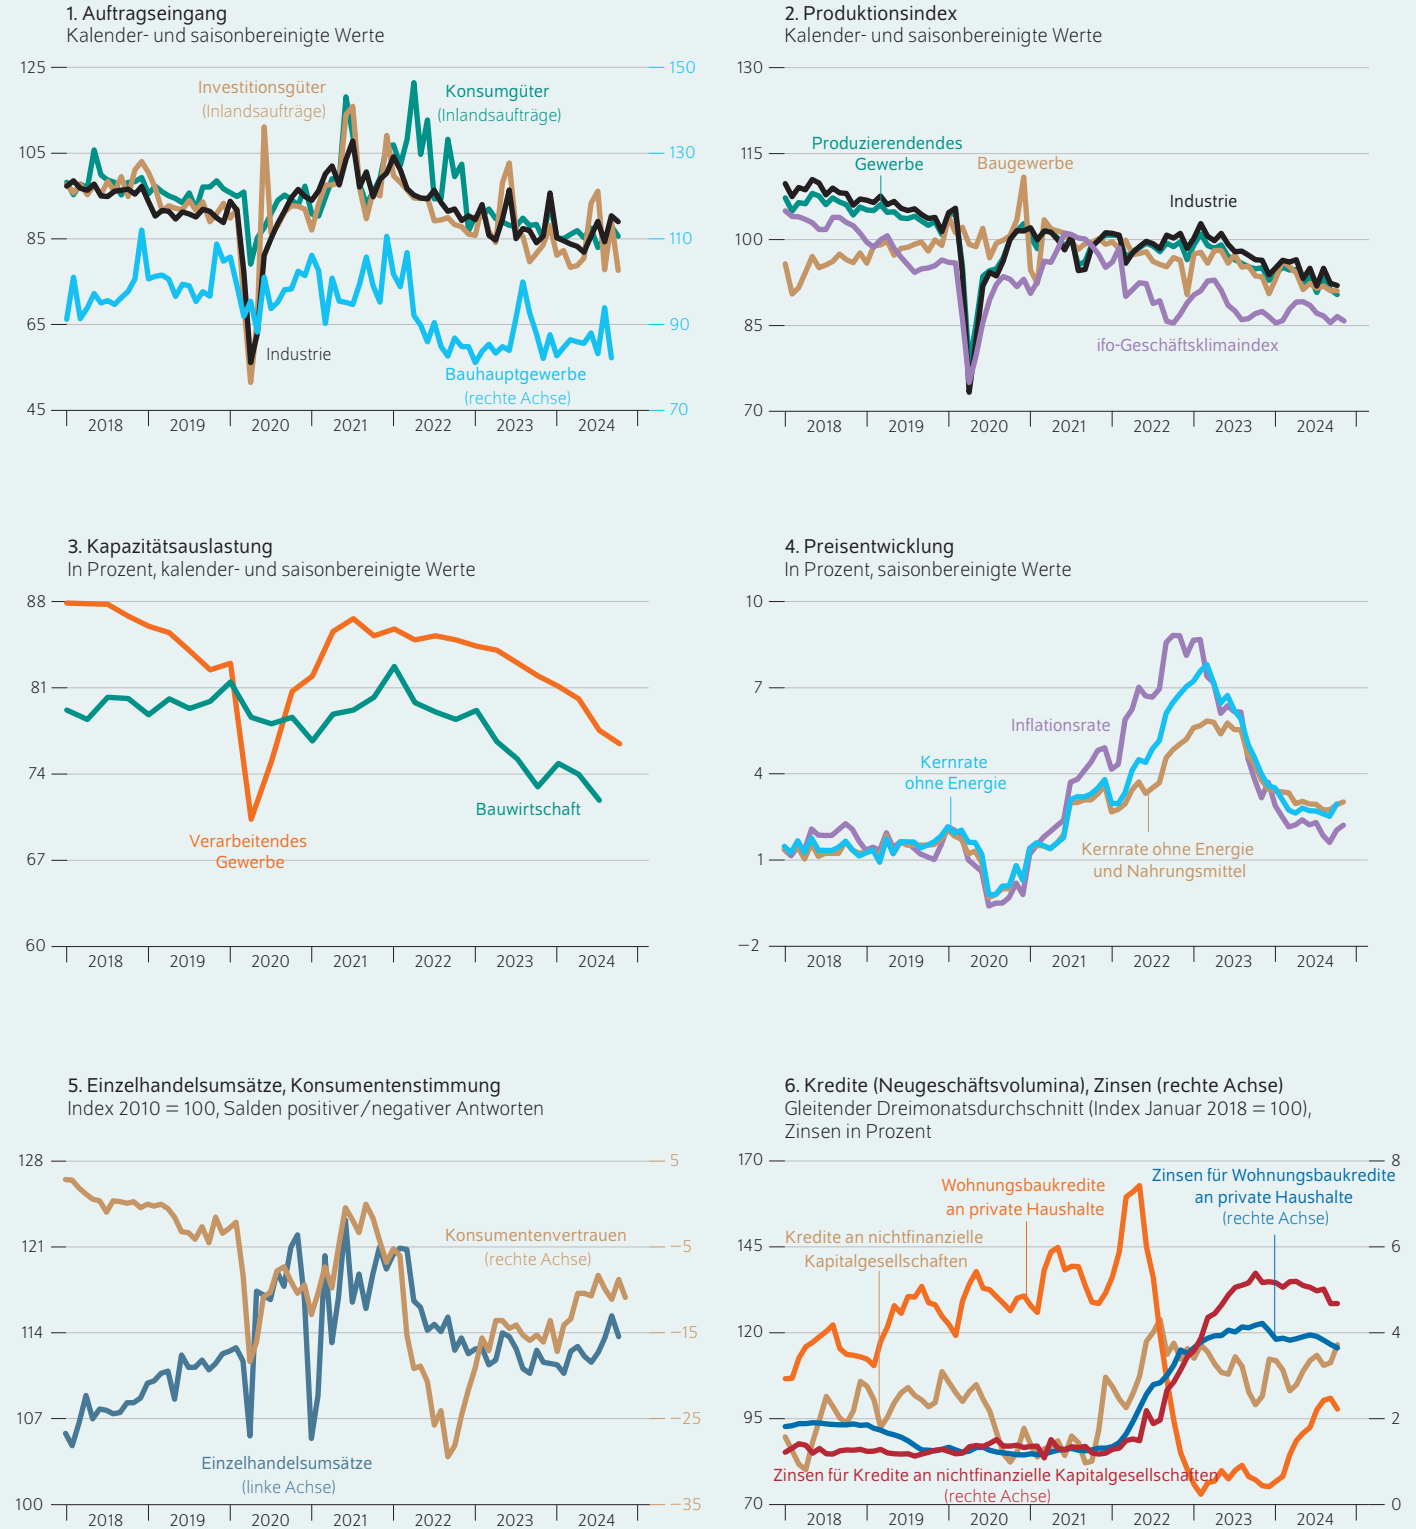 1. Auftragseingang
Kalender- und saisonbereinigte Werte
125
105
85
65
45
150
130
110
90
70
Investitionsgüter
(Inlandsaufträge)
Konsumgüter
(Inlandsaufträge)
Industrie
Bauhauptgewerbe
(rechte Achse)
2018 2019 2020 2021 2022 2023 2024
2. Produktionsindex
Kalender- und saisonbereinigte Werte
130
115
100
85
70
Produzierendendes
Gewerbe
Baugewerbe
Industrie
ifo-Geschäftsklimaindex
2018 2019 2020 2021 2022 2023 2024
3. Kapazitätsauslastung
In Prozent, kalender- und saisonbereinigte Werte
88
81
74
67
60
Bauwirtschaft
Verarbeitendes
Gewerbe
2018 2019 2020 2021 2022 2023 2024
4. Preisentwicklung
In Prozent, saisonbereinigte Werte
10
7
4
1
−2
Inflationsrate
Kernrate
ohne Energie
Kernrate ohne Energie
und Nahrungsmittel
2018 2019 2020 2021 2022 2023 2024
5. Einzelhandelsumsätze, Konsumentenstimmung
Index 2010 = 100, Salden positiver/negativer Antworten
128
121
114
107
100
5
−5
−15
−25
−35
Konsumentenvertrauen
(rechte Achse)
Einzelhandelsumsätze
(linke Achse)
2018 2019 2020 2021 2022 2023 2024
6. Kredite (Neugeschäftsvolumina), Zinsen (rechte Achse)
Gleitender Dreimonatsdurchschnitt (Index Januar 2018 = 100),
Zinsen in Prozent
170
145
120
95
70
8
6
4
2
0
Zinsen für Wohnungsbaukredite
an private Haushalte
(rechte Achse)
Wohnungsbaukredite
an private Haushalte
Kredite an nichtfinanzielle
Kapitalgesellschaften
Zinsen für Kredite an nichtfinanzielle Kapitalgesellschaften
(rechte Achse)
2018 2019 2020 2021 2022 2023 2024